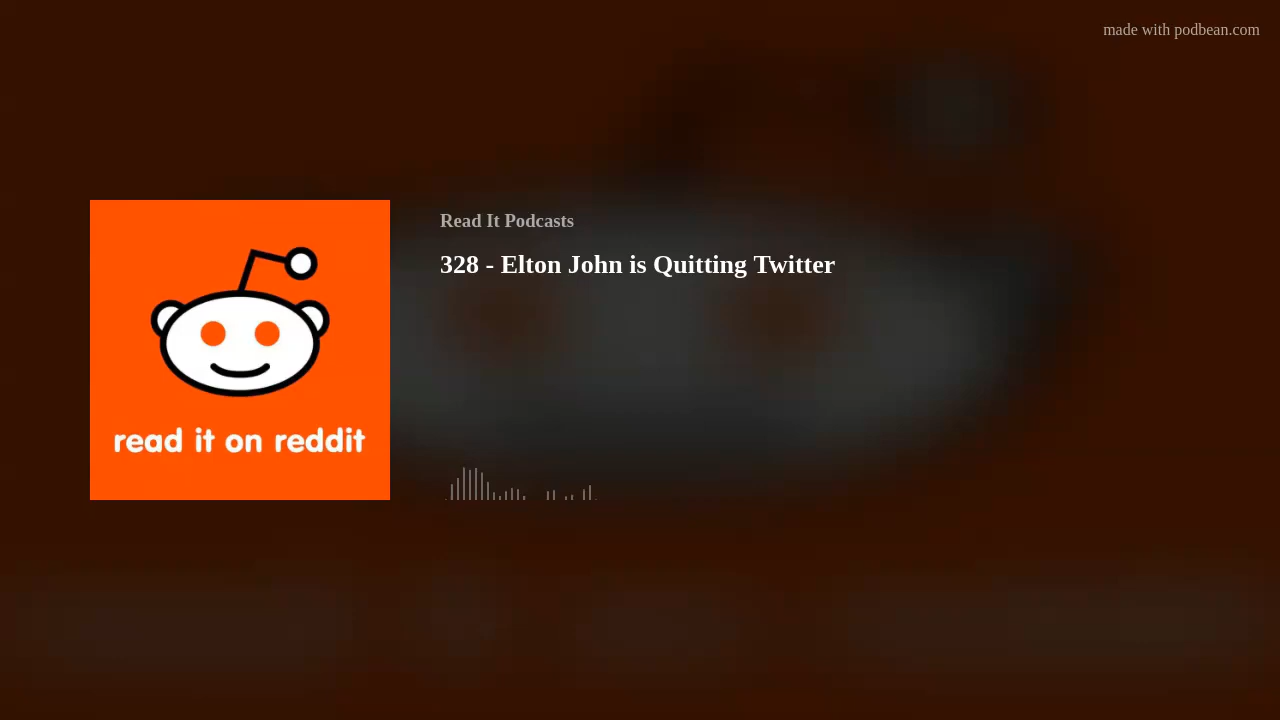 made with podbean.com
Read It Podcasts
328 - Elton John is Quitting Twitter
read it on reddit